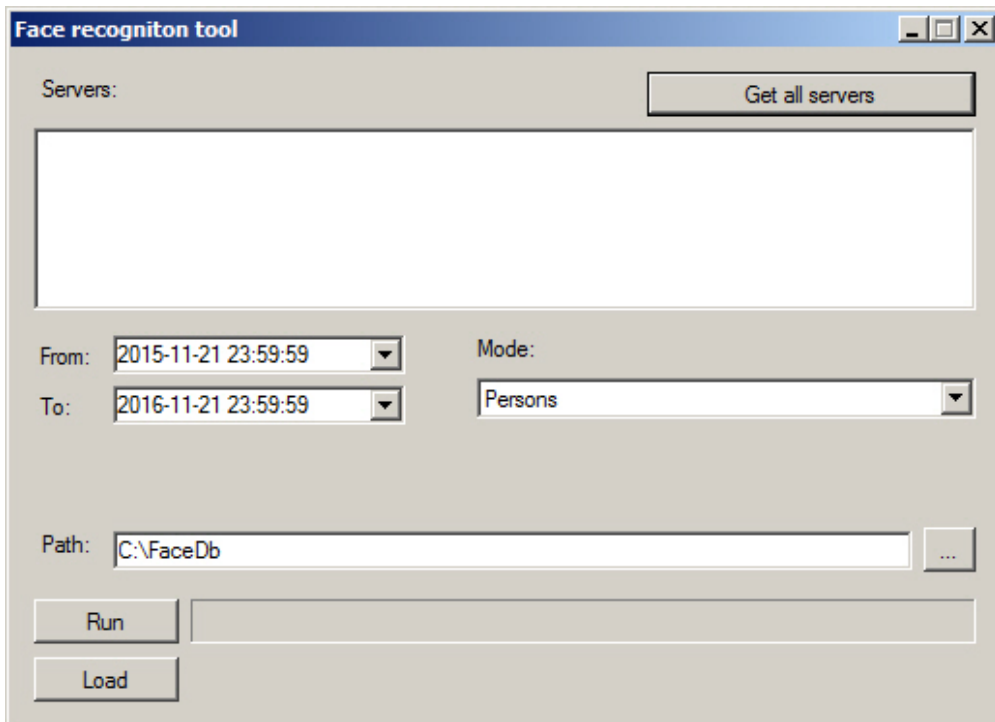 Face recogniton tool
Servers:
Get all servers
From: 2015-11-21 23:59:59
Mode:
To: 2016-11-21 23:59:59
Persons
Path: C:\FaceDb ...
Run
Load